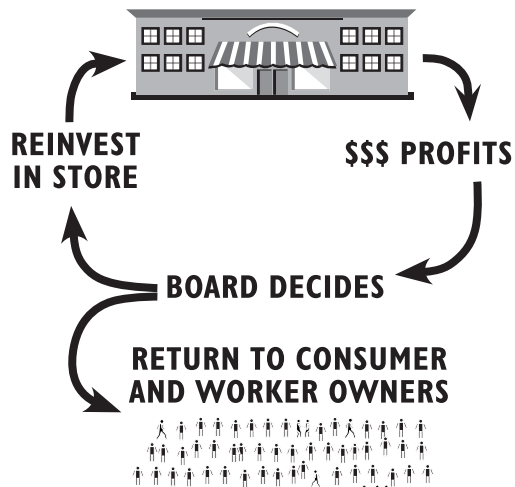 $$$ PROFITS
BOARD DECIDES
REINVEST
IN STORE
RETURN TO CONSUMER
AND WORKER OWNERS